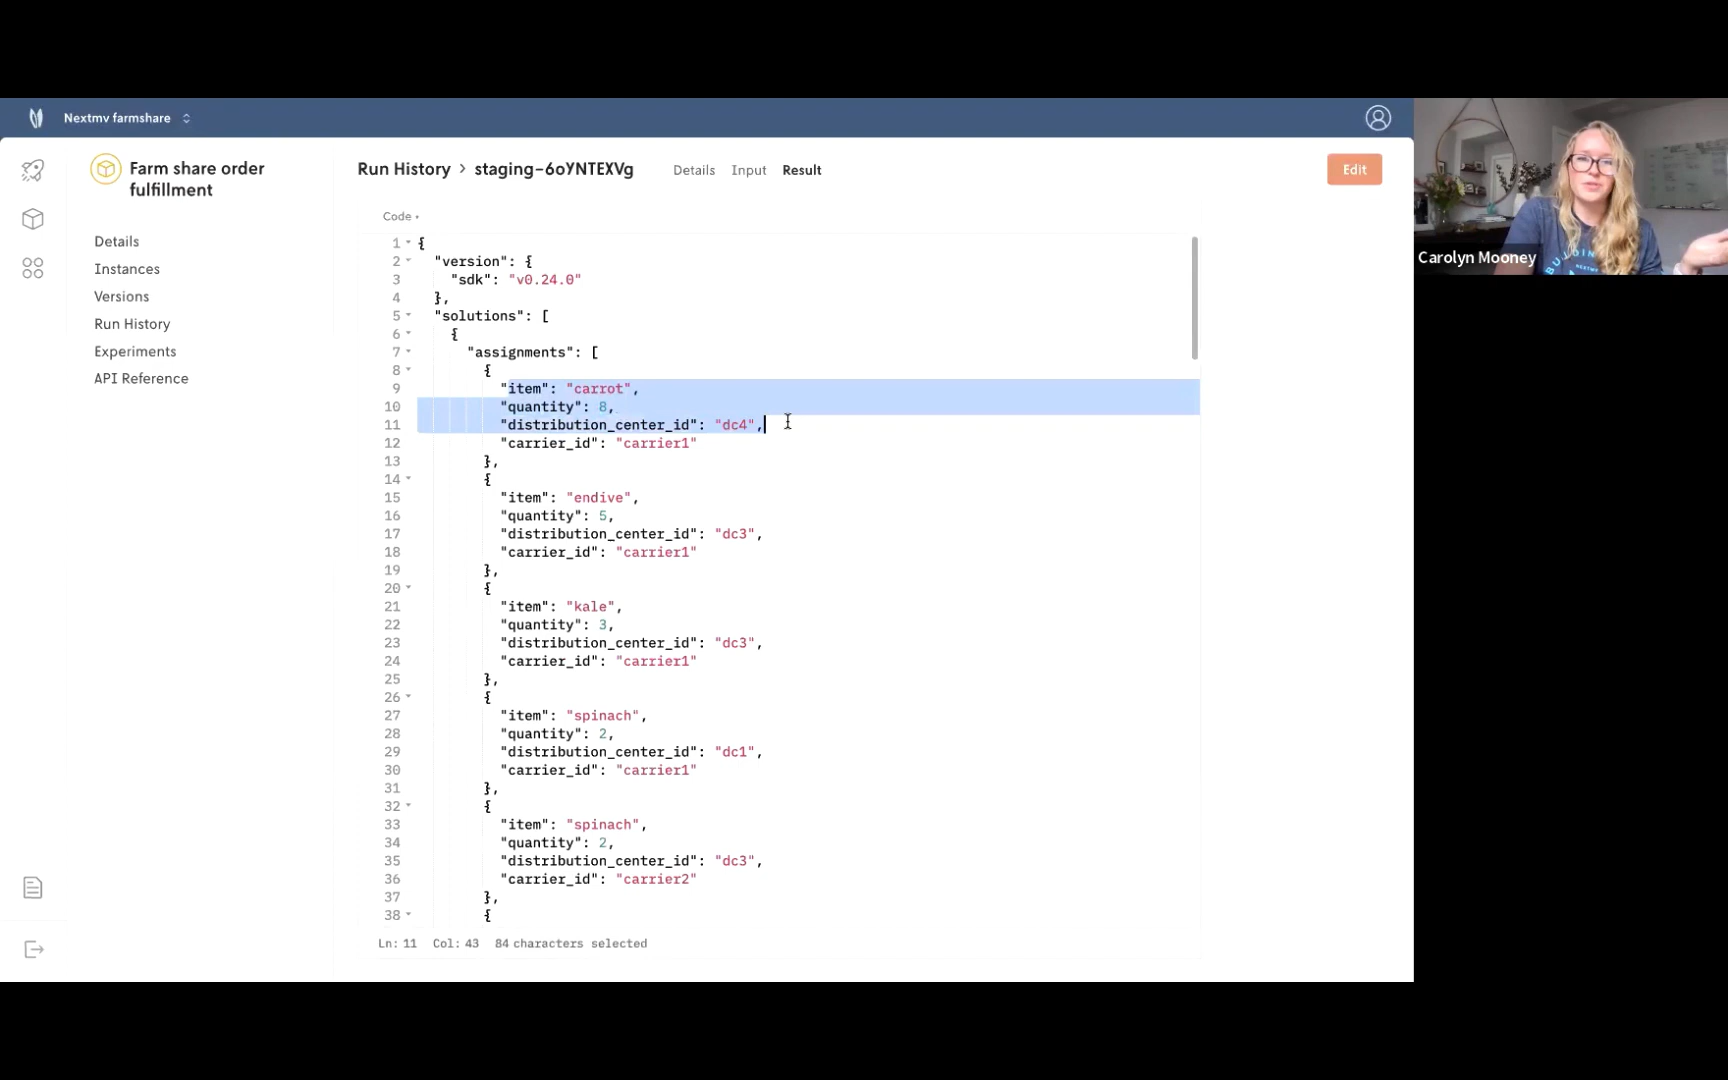 Nextmv farmshare
Farm share order
fulfillment
Details
Instances
Versions
Run History
Experiments
API Reference
Run History > staging-6oYNTEXVg
Details Input Result
Edit
Code
1 {
2 "version": {
3 "sdk": "v0.24.0"
4 },
5 "solutions": [
6 {
7 "assignments": [
8 {
9 "item": "carrot",
10 "quantity": 8,
11 "distribution_center_id": "dc4",
12 "carrier_id": "carrier1"
13 },
14 {
15 "item": "endive",
16 "quantity": 5,
17 "distribution_center_id": "dc3",
18 "carrier_id": "carrier1"
19 },
20 {
21 "item": "kale",
22 "quantity": 3,
23 "distribution_center_id": "dc3",
24 "carrier_id": "carrier1"
25 },
26 {
27 "item": "spinach",
28 "quantity": 2,
29 "distribution_center_id": "dc1",
30 "carrier_id": "carrier1"
31 },
32 {
33 "item": "spinach",
34 "quantity": 2,
35 "distribution_center_id": "dc3",
36 "carrier_id": "carrier2"
37 },
38 {
Ln: 11 Col: 43 84 characters selected
Carolyn Mooney